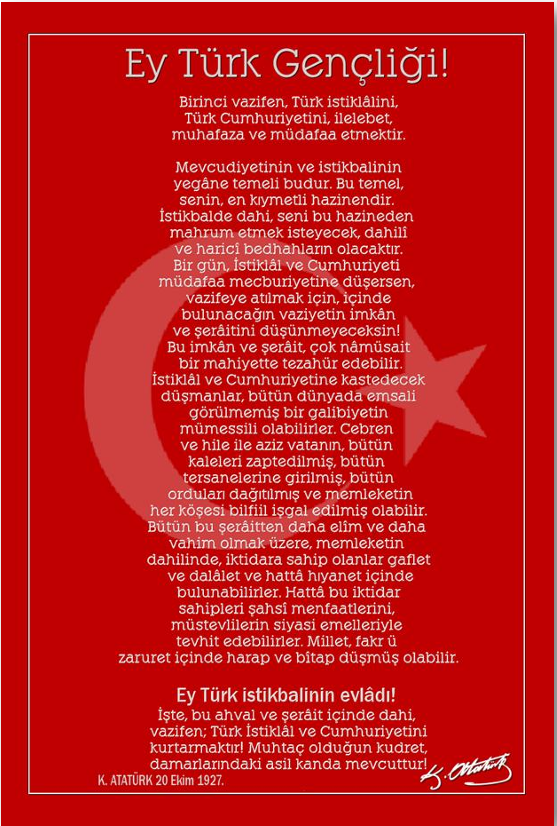 Ey Türk Gençliği!
Birinci vazifen, Türk istiklâlini,
Türk Cumhuriyetini, ilelebet,
muhafaza ve müdafaa etmektir.
Mevcudiyetinin ve istikbalinin
yegâne temeli budur. Bu temel,
senin, en kıymetli hazinendir.
İstikbalde dahi, seni bu hazineden
mahrum etmek isteyecek, dahilî
ve haricî bedhahların olacaktır.
Bir gün, İstiklâl ve Cumhuriyeti
müdafaa mecburiyetine düşersen,
vazifeye atılmak için, içinde
bulunacağın vaziyetin imkân
ve şerâitini düşünmeyeceksin!
Bu imkân ve şerâit, çok nâmüsait
bir mahiyette tezahür edebilir.
İstiklâl ve Cumhuriyetine kastedecek
düşmanlar, bütün dünyada emsali
görülmemiş bir galibiyetin
mümessili olabilirler. Cebren
ve hile ile aziz vatanın, bütün
kaleleri zaptedilmiş, bütün
tersanelerine girilmiş, bütün
orduları dağıtılmış ve memleketin
her köşesi bilfiil işgal edilmiş olabilir.
Bütün bu şerâitten daha elîm ve daha
vahim olmak üzere, memleketin
dahilinde, iktidara sahip olanlar gaflet
ve dalâlet ve hattâ hıyanet içinde
bulunabilirler. Hattâ bu iktidar
sahipleri şahsî menfaatlerini,
müstevlilerin siyasi emelleriyle
tevhit edebilirler. Millet, fakr ü
zaruret içinde harap ve bîtap düşmüş olabilir.
Ey Türk istikbalinin evlâdı!
İşte, bu ahval ve şerâit içinde dahi,
vazifen; Türk İstiklâl ve Cumhuriyetini
kurtarmaktır! Muhtaç olduğun kudret,
damarlarındaki asil kanda mevcuttur!
K. ATATÜRK 20 Ekim 1927.
K. Atatürk